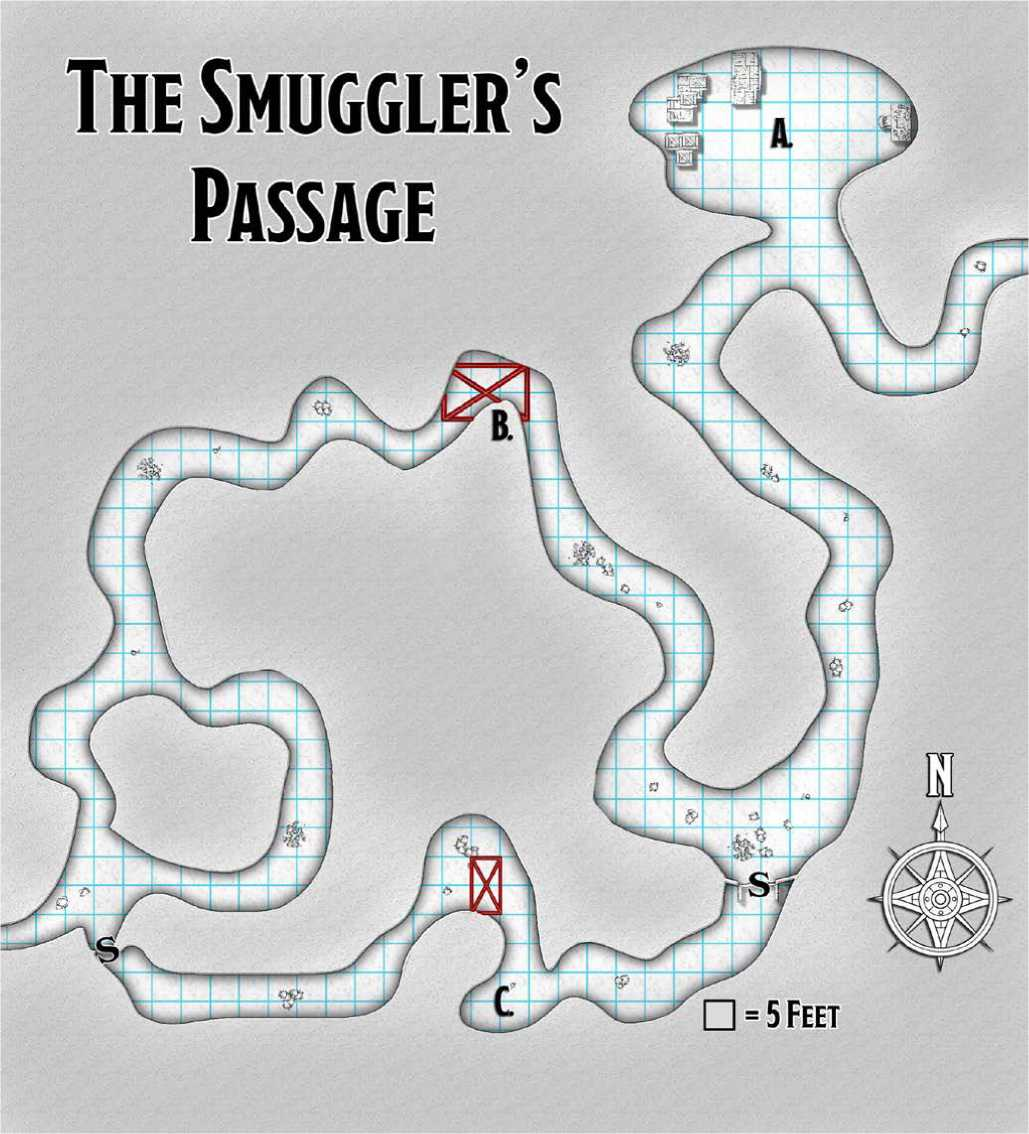 THE SMUGGLER'S
PASSAGE
A.
B.
N
S
S
C.
= 5 FEET